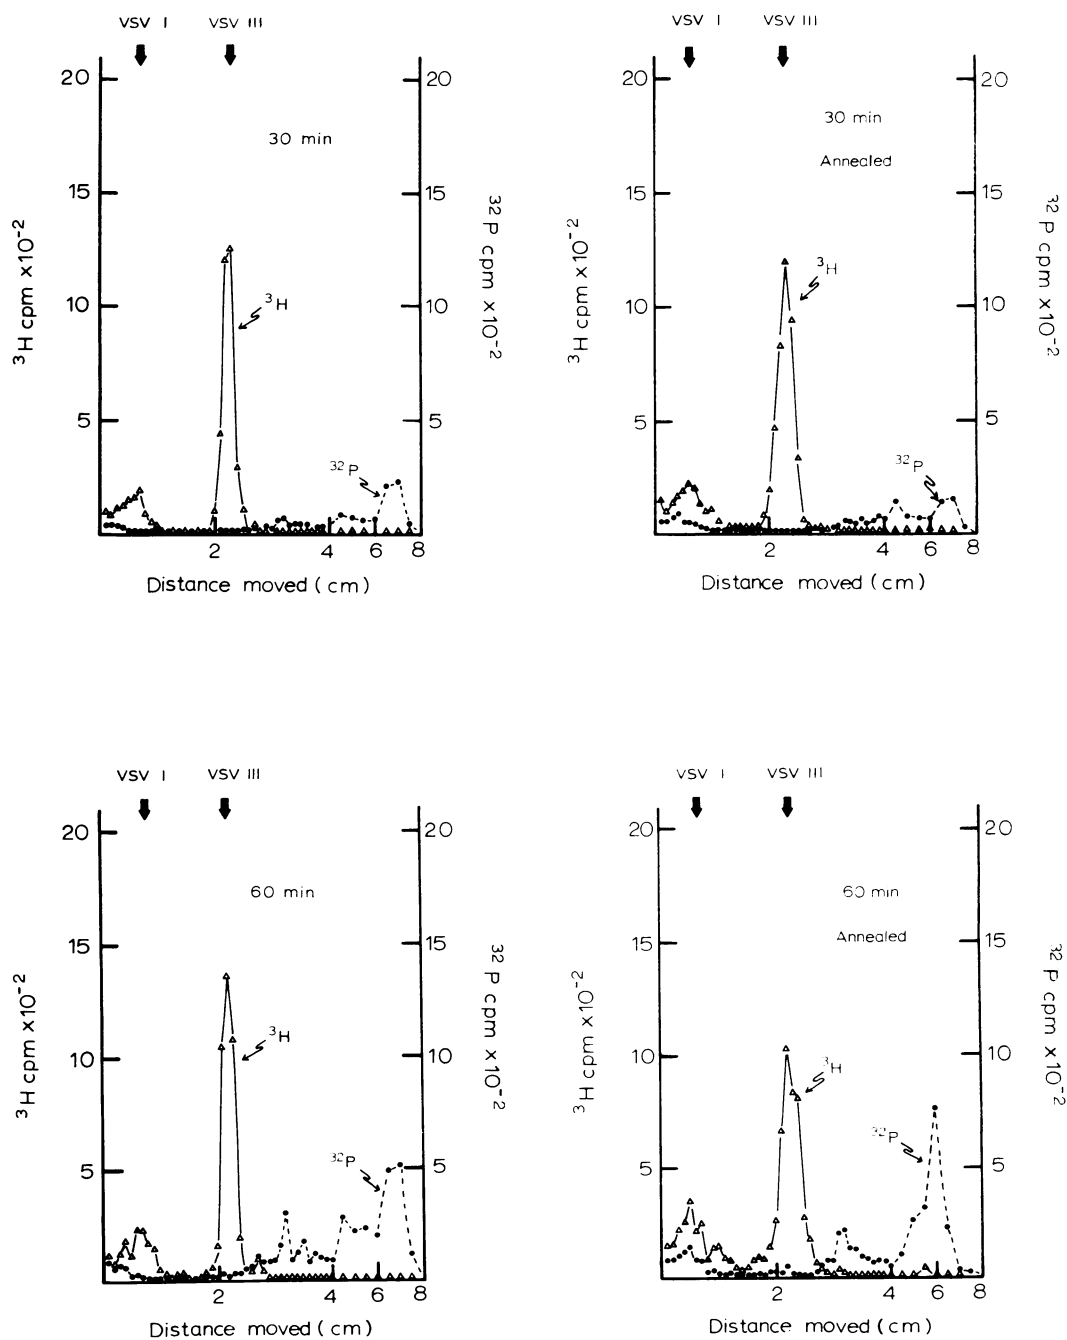 VSV I VSV III
30 min
20
15
10
5
20
15
10
5
³H cpm x10⁻²
³²P cpm x10⁻²
³H
³²P
2 4 6 8
Distance moved (cm)
VSV I VSV III
30 min
Annealed
20
15
10
5
20
15
10
5
³H cpm x10⁻²
³²P cpm x10⁻²
³H
³²P
2 4 6 8
Distance moved (cm)
VSV I VSV III
60 min
20
15
10
5
20
15
10
5
³H cpm x10⁻²
³²P cpm x10⁻²
³H
³²P
2 4 6 8
Distance moved (cm)
VSV I VSV III
60 min
Annealed
20
15
10
5
20
15
10
5
³H cpm x10⁻²
³²P cpm x10⁻²
³H
³²P
2 4 6 8
Distance moved (cm)